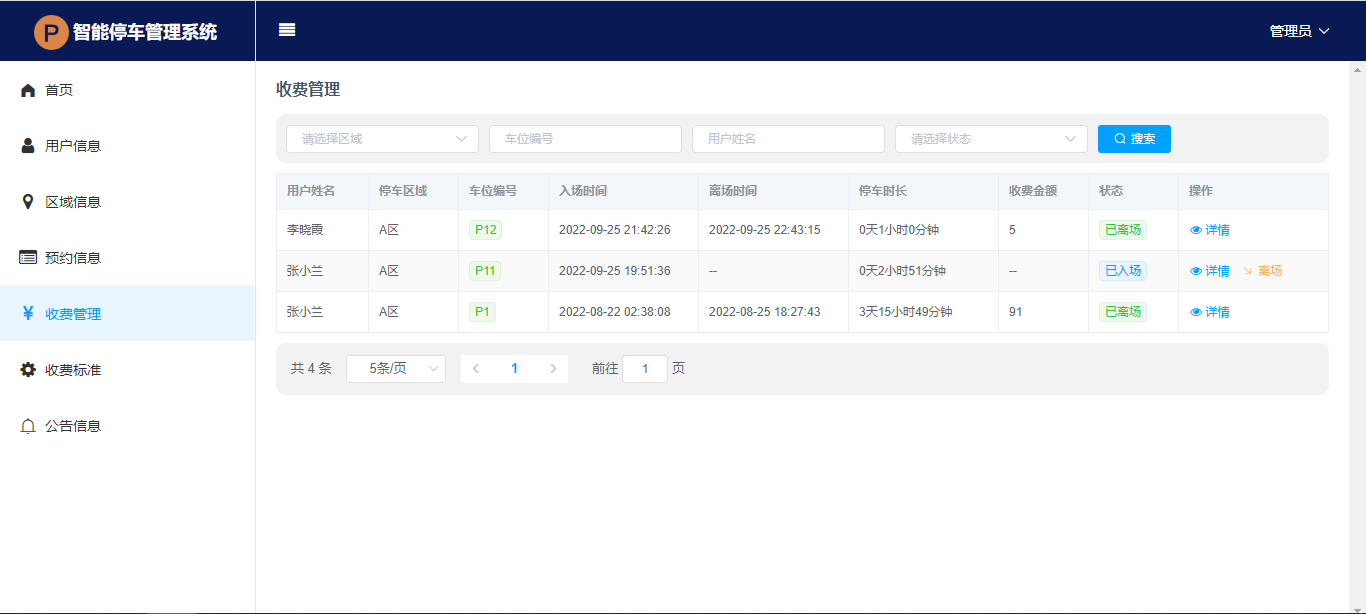 P 智能停车管理系统
管理员
首页
用户信息
区域信息
预约信息
¥ 收费管理
收费标准
公告信息
收费管理
请选择区域 车位编号 用户姓名 请选择状态 搜索
用户姓名 停车区域 车位编号 入场时间 离场时间 停车时长 收费金额 状态 操作
李晓霞 A区 P12 2022-09-25 21:42:26 2022-09-25 22:43:15 0天1小时0分钟 5 已离场 详情
张小兰 A区 P11 2022-09-25 19:51:36 -- 0天2小时51分钟 -- 已入场 详情 离场
张小兰 A区 P1 2022-08-22 02:38:08 2022-08-25 18:27:43 3天15小时49分钟 91 已离场 详情
共 4 条 5条/页 1 前往 1 页